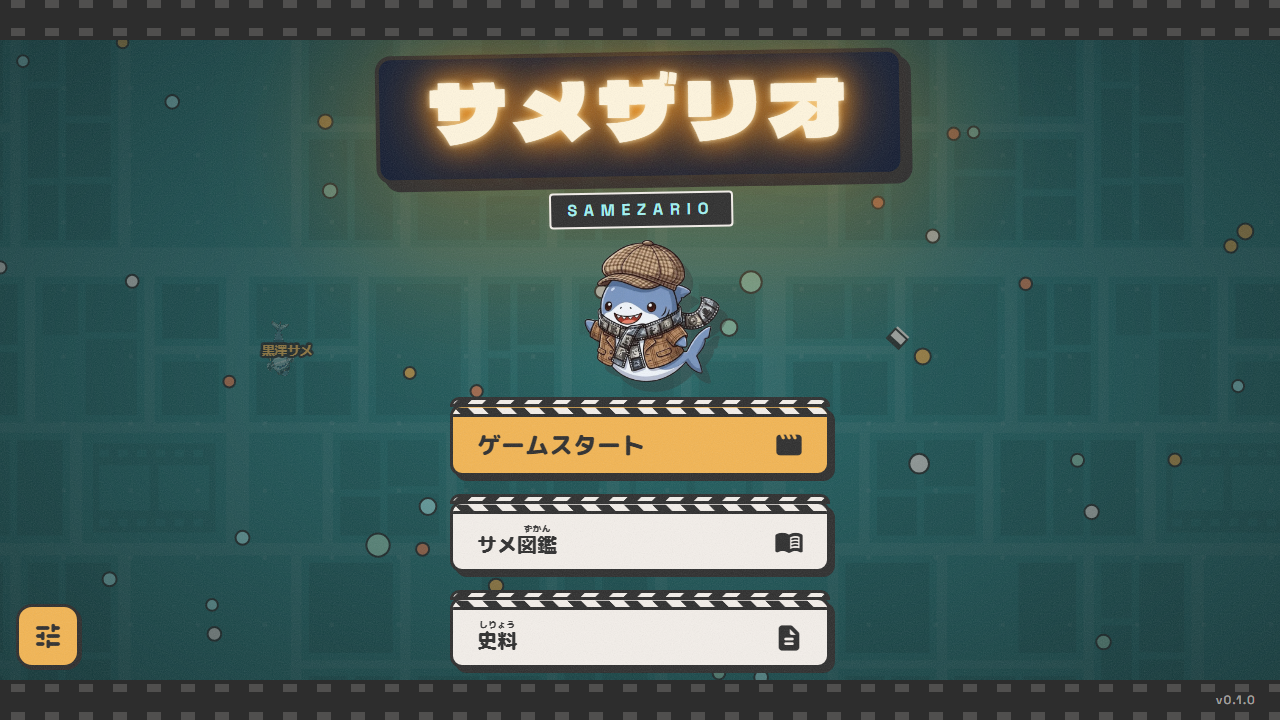 サメザリオ
SAMEZARIO
黒澤サメ
ゲームスタート
ずかん
サメ図鑑
しりょう
史料
v0.1.0